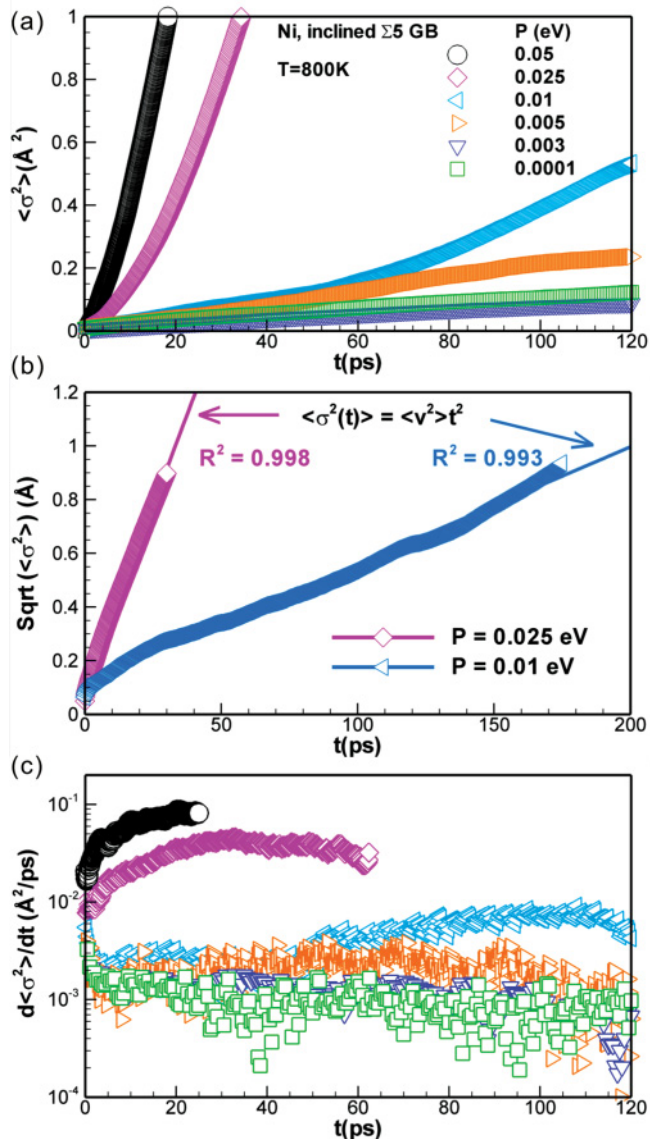 (a)
Ni, inclined Σ5 GB
T=800K
P (eV)
0.05
0.025
0.01
0.005
0.003
0.0001
<σ²>(Å²)
1
0.8
0.6
0.4
0.2
0
0 20 40 60 80 100 120
t(ps)
(b)
<σ²(t)> = <v²>t²
R² = 0.998
R² = 0.993
P = 0.025 eV
P = 0.01 eV
Sqrt (<σ²>) (Å)
1.2
1
0.8
0.6
0.4
0.2
0
0 50 100 150 200
t(ps)
(c)
d<σ²>/dt (Å²/ps)
10⁻¹
10⁻²
10⁻³
10⁻⁴
0 20 40 60 80 100 120
t(ps)